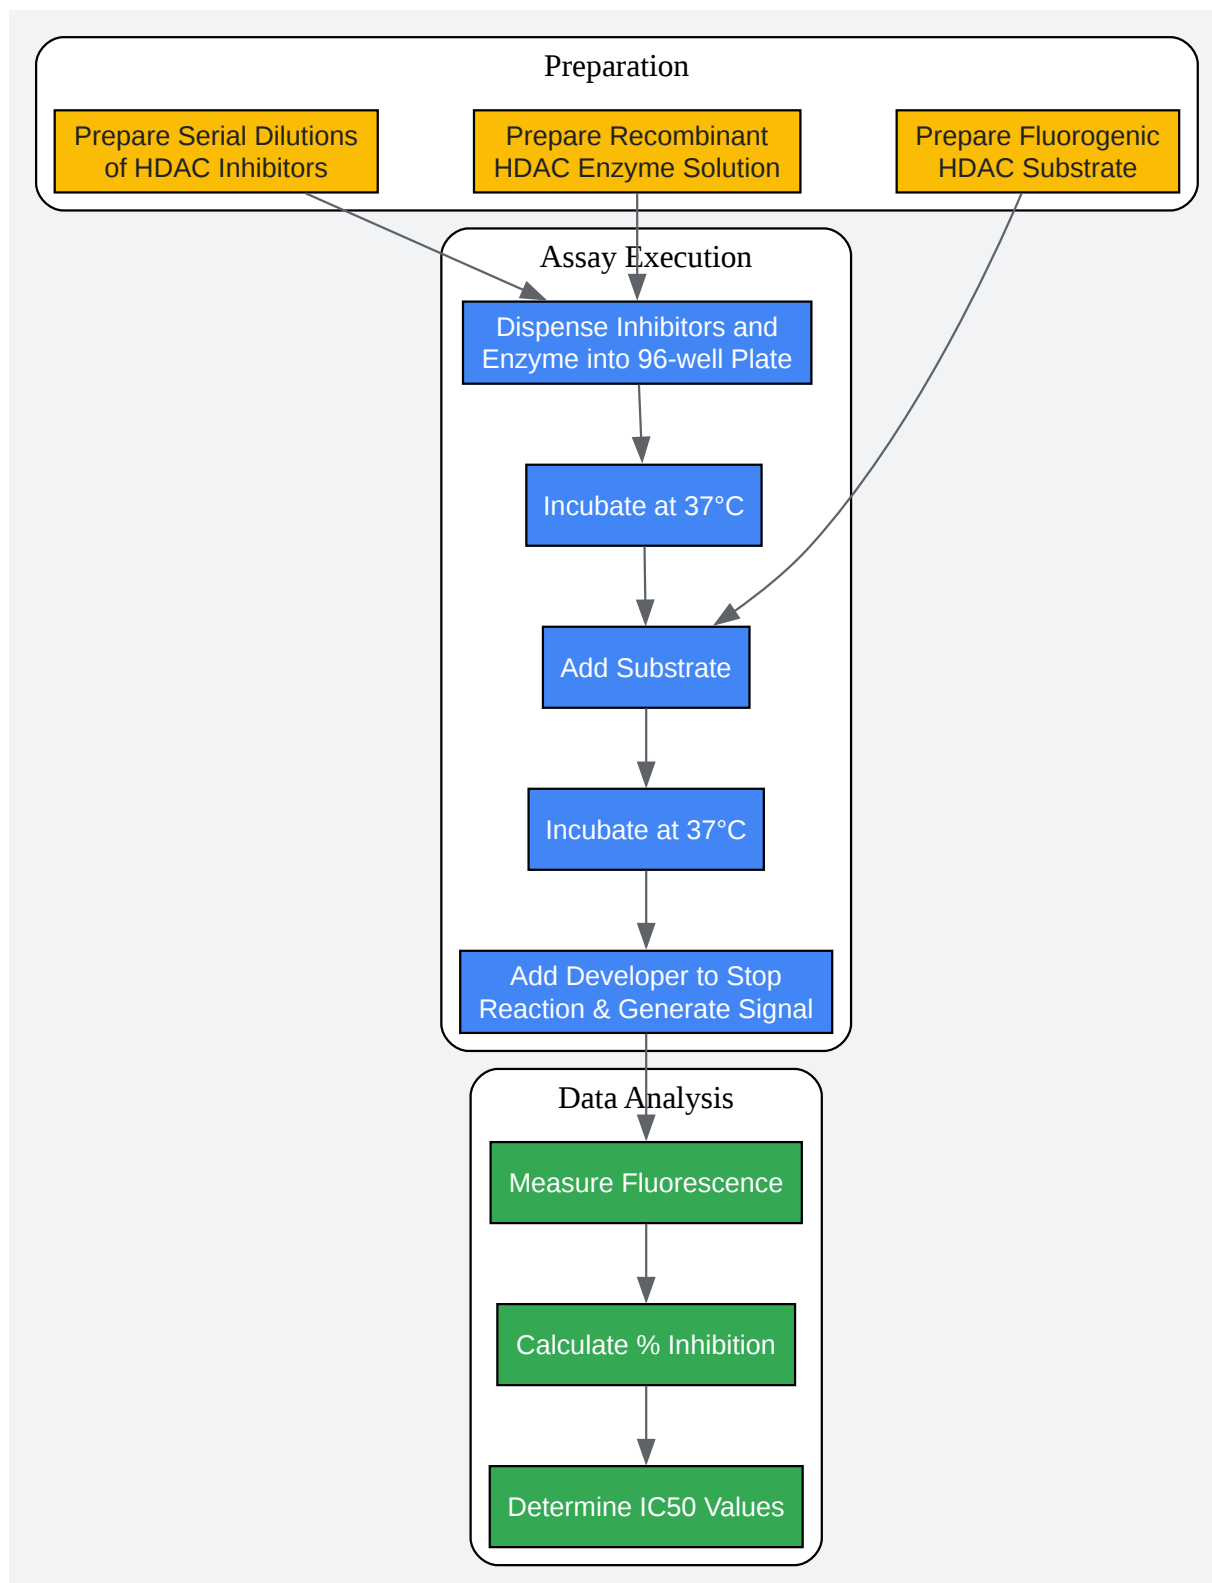 Preparation
Prepare Serial Dilutions
of HDAC Inhibitors
Prepare Recombinant
HDAC Enzyme Solution
Prepare Fluorogenic
HDAC Substrate
Assay Execution
Dispense Inhibitors and
Enzyme into 96-well Plate
Incubate at 37°C
Add Substrate
Incubate at 37°C
Add Developer to Stop
Reaction & Generate Signal
Data Analysis
Measure Fluorescence
Calculate % Inhibition
Determine IC50 Values